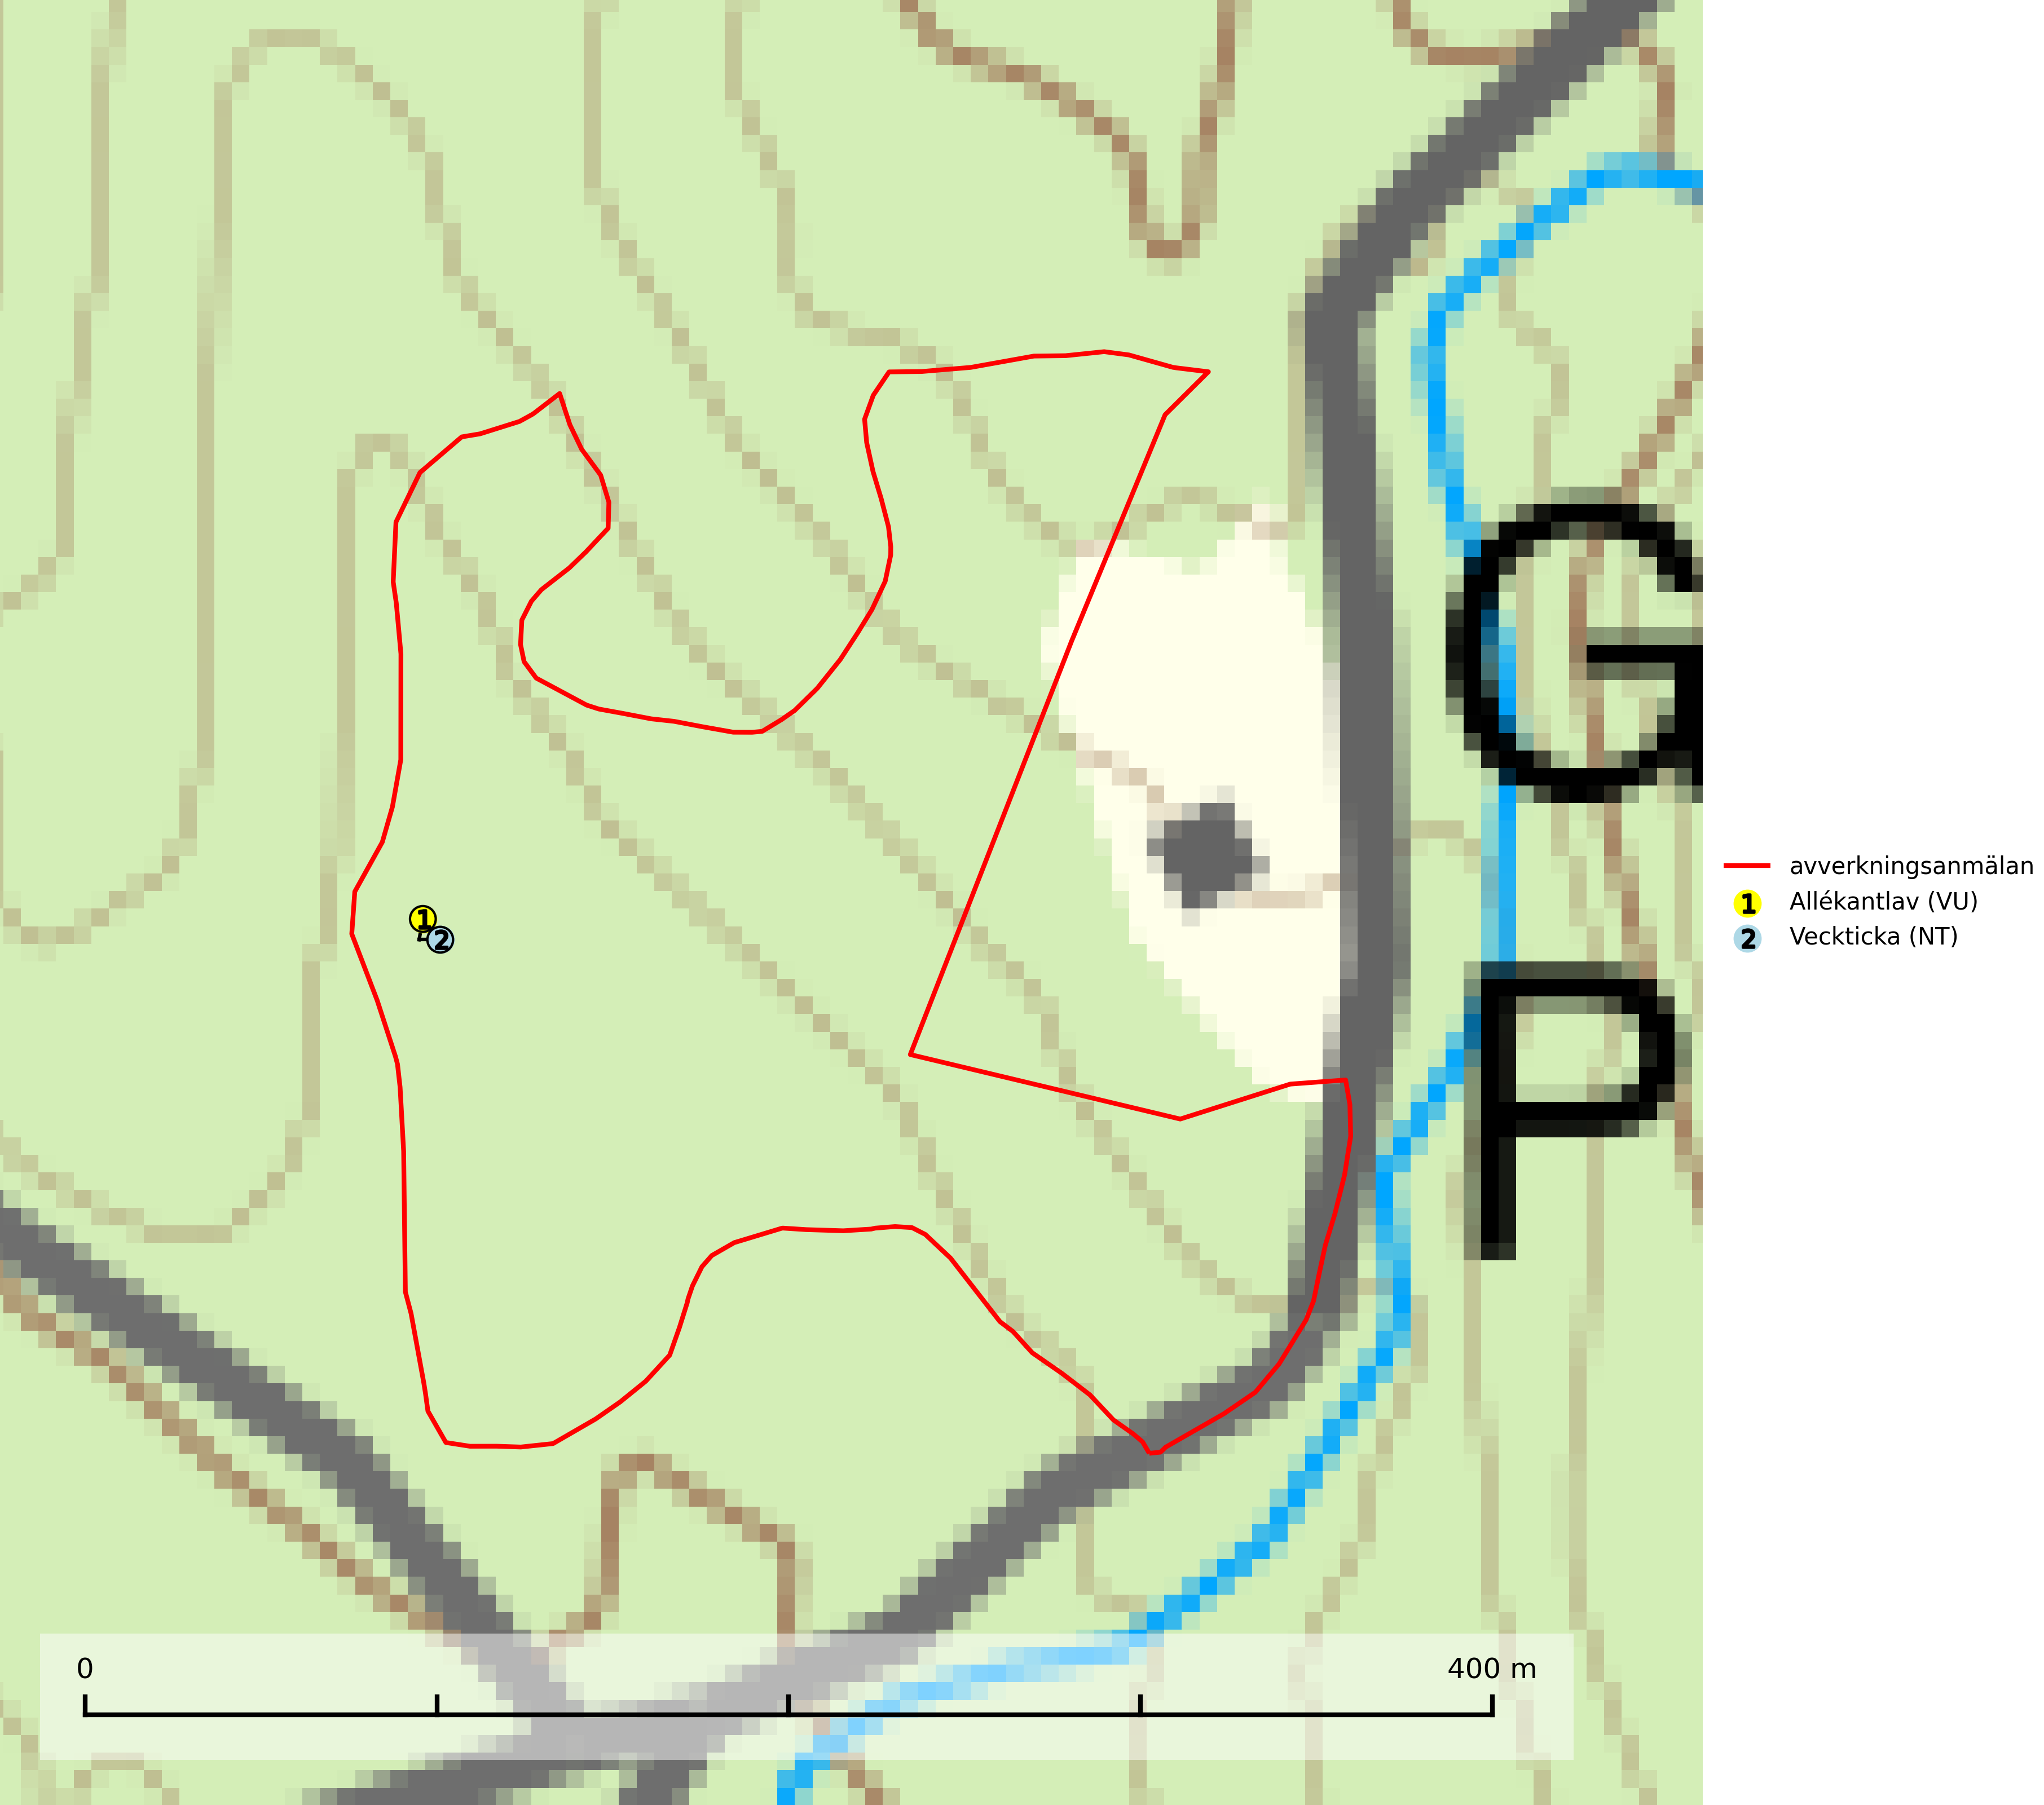 G
avverkningsanmälan
1 Allékantlav (VU)
2 Veckticka (NT)
1
2
P
0 400 m